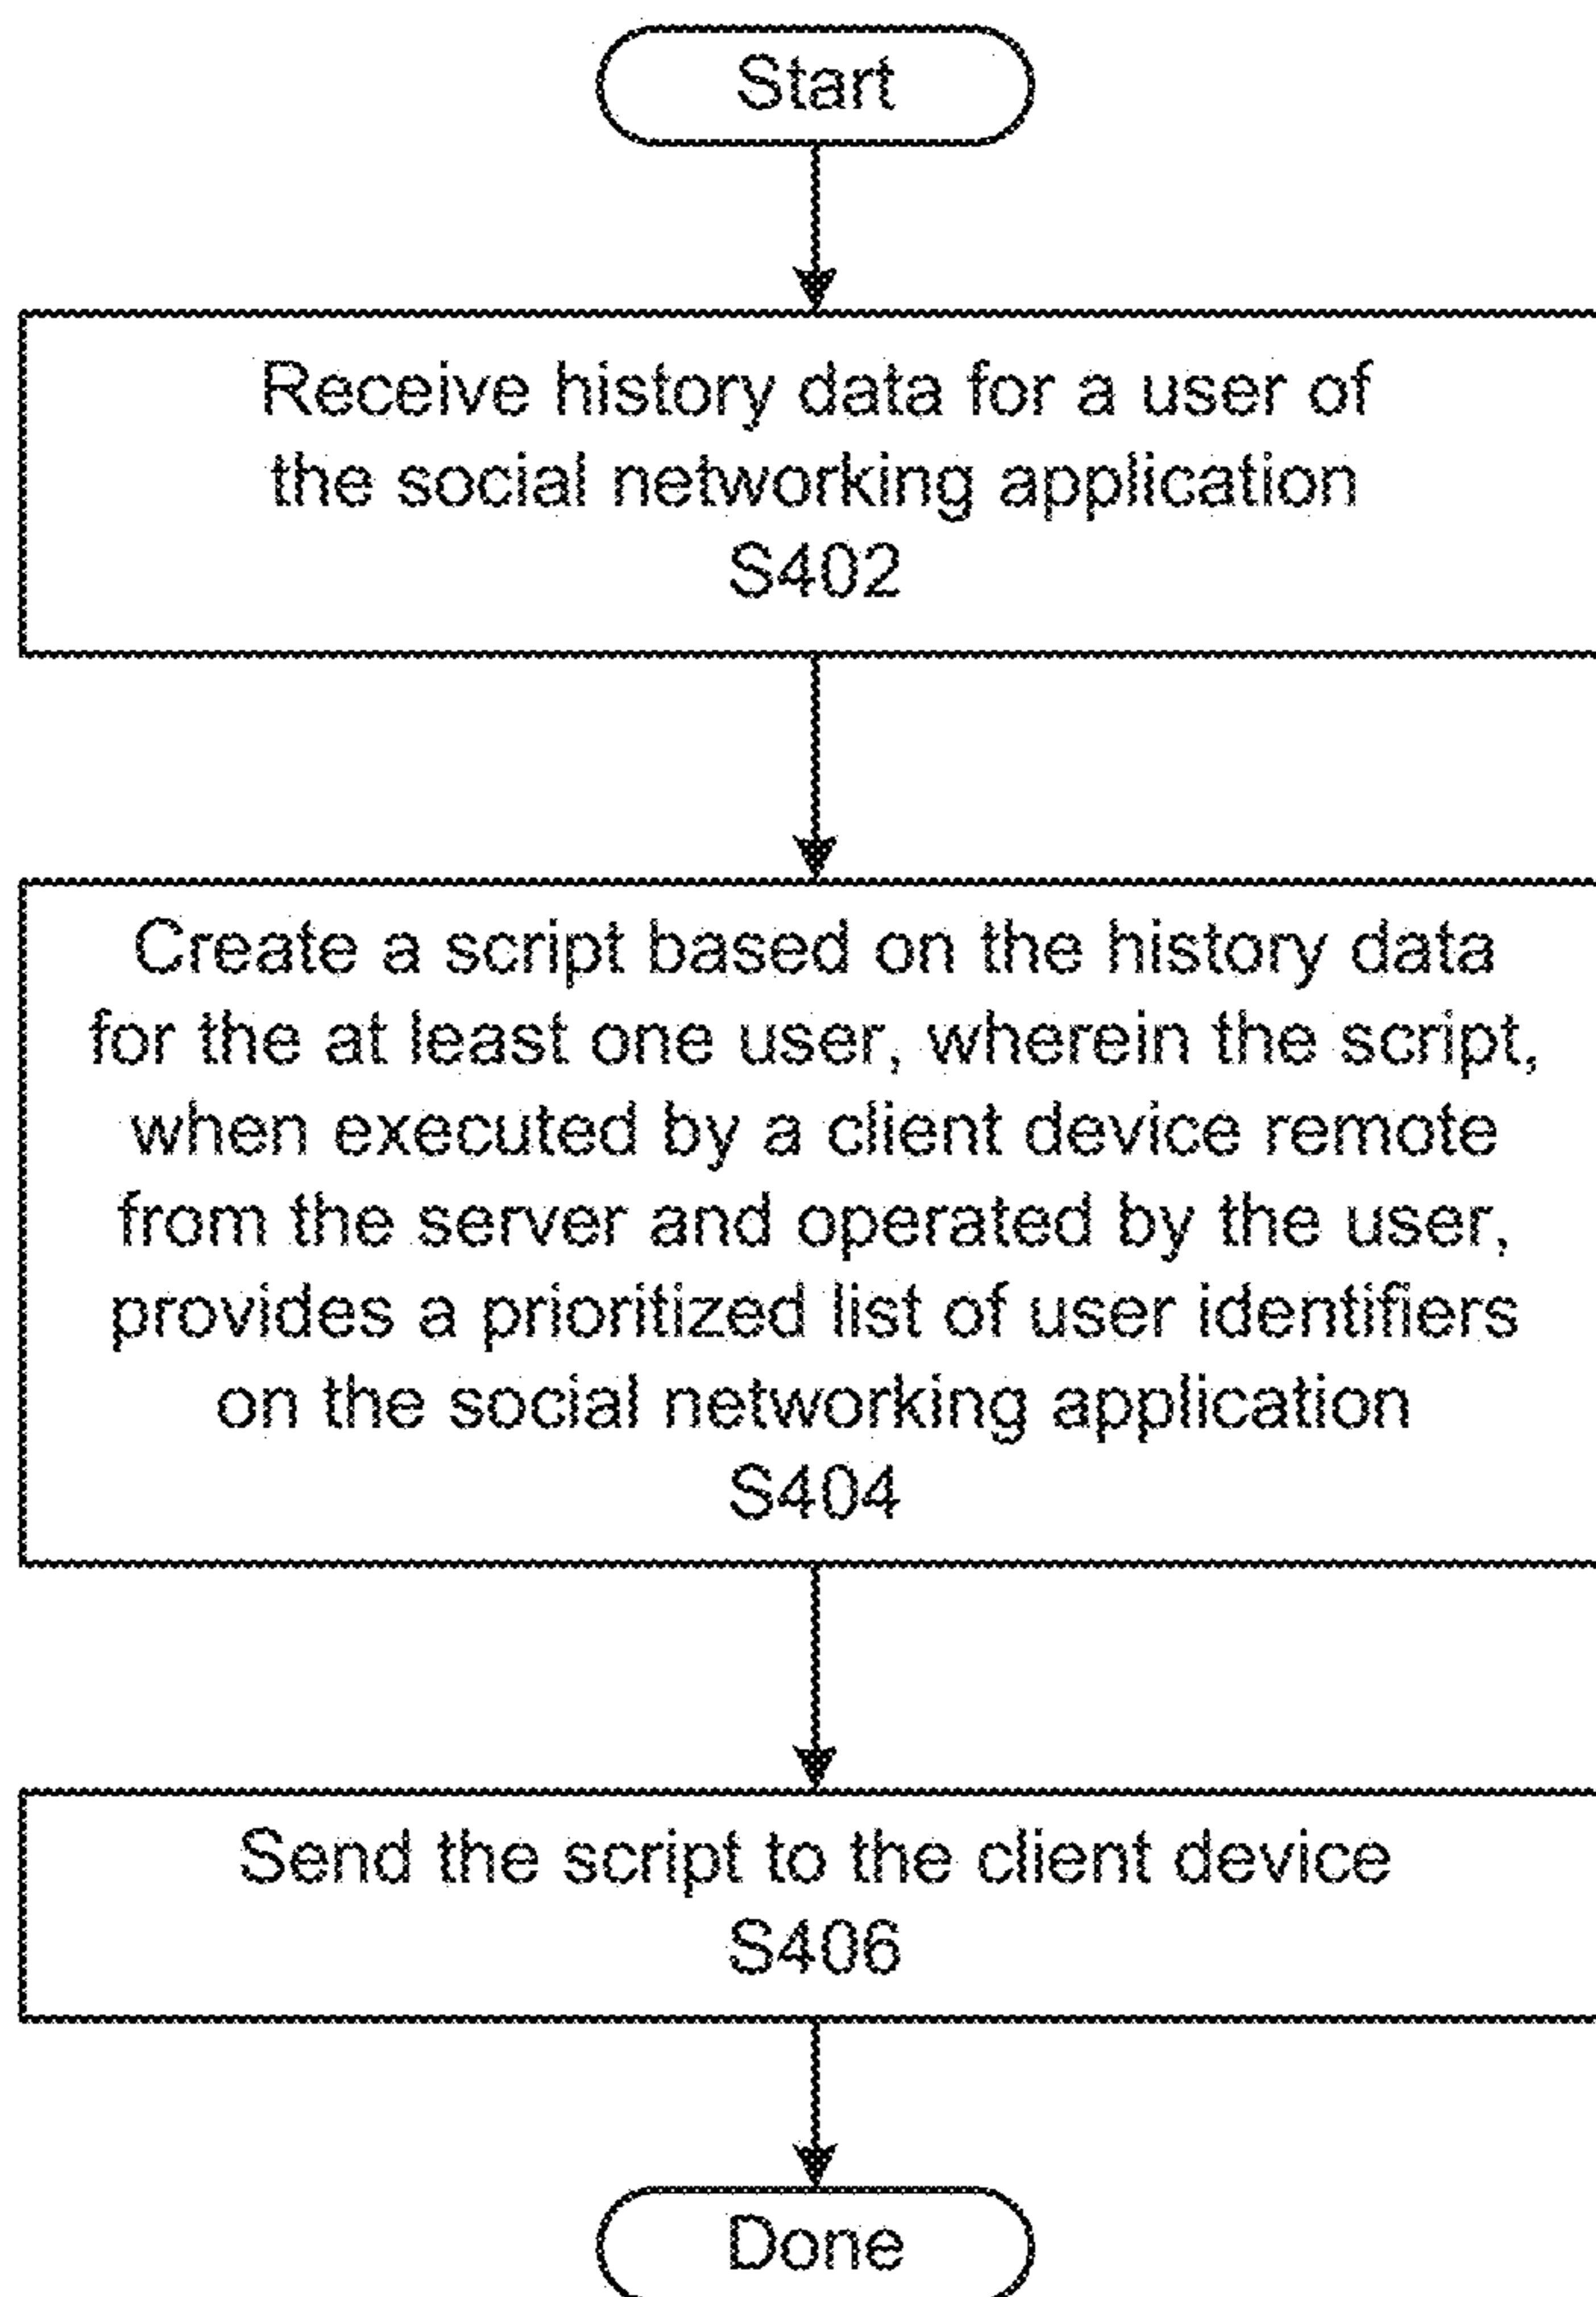 Start
Receive history data for a user of
the social networking application
S402
Create a script based on the history data
for the at least one user, wherein the script,
when executed by a client device remote
from the server and operated by the user,
provides a prioritized list of user identifiers
on the social networking application
S404
Send the script to the client device
S406
Done